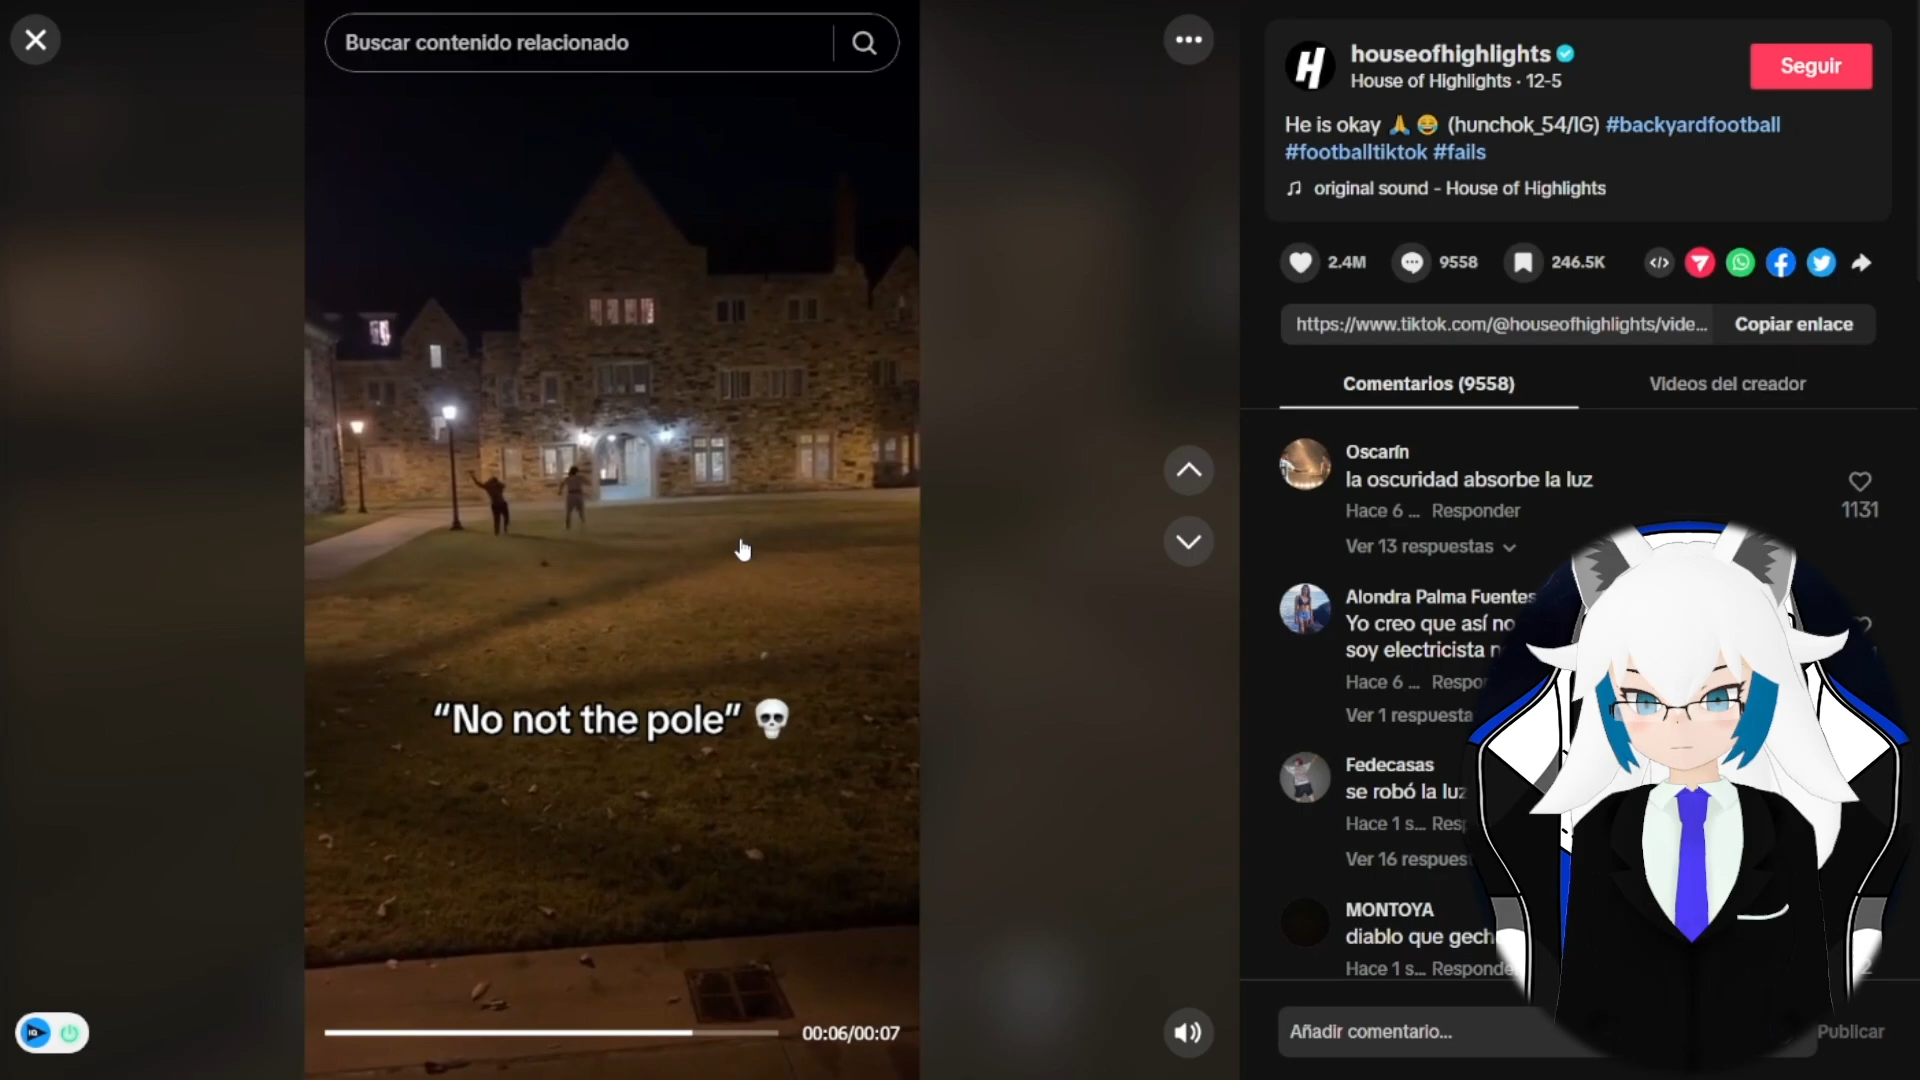 Buscar contenido relacionado
houseofhighlights
House of Highlights · 12-5
Seguir
He is okay 🙏 😂 (hunchok_54/IG) #backyardfootball
#footballtiktok #fails
original sound - House of Highlights
2.4M
9558
246.5K
https://www.tiktok.com/@houseofhighlights/vide...
Copiar enlace
Comentarios (9558)
Videos del creador
Oscarín
la oscuridad absorbe la luz
Hace 6 ... Responder
1131
Ver 13 respuestas
Alondra Palma Fuentes
Yo creo que así no
soy electricista
Hace 6 ...
Ver 1 respuesta
Fedecasas
se robó la luz
Hace 1 s...
Ver 16
MONTOYA
diablo que
Hace 1 s... Responde
“No not the pole” 💀
00:06/00:07
Añadir comentario...
Publicar